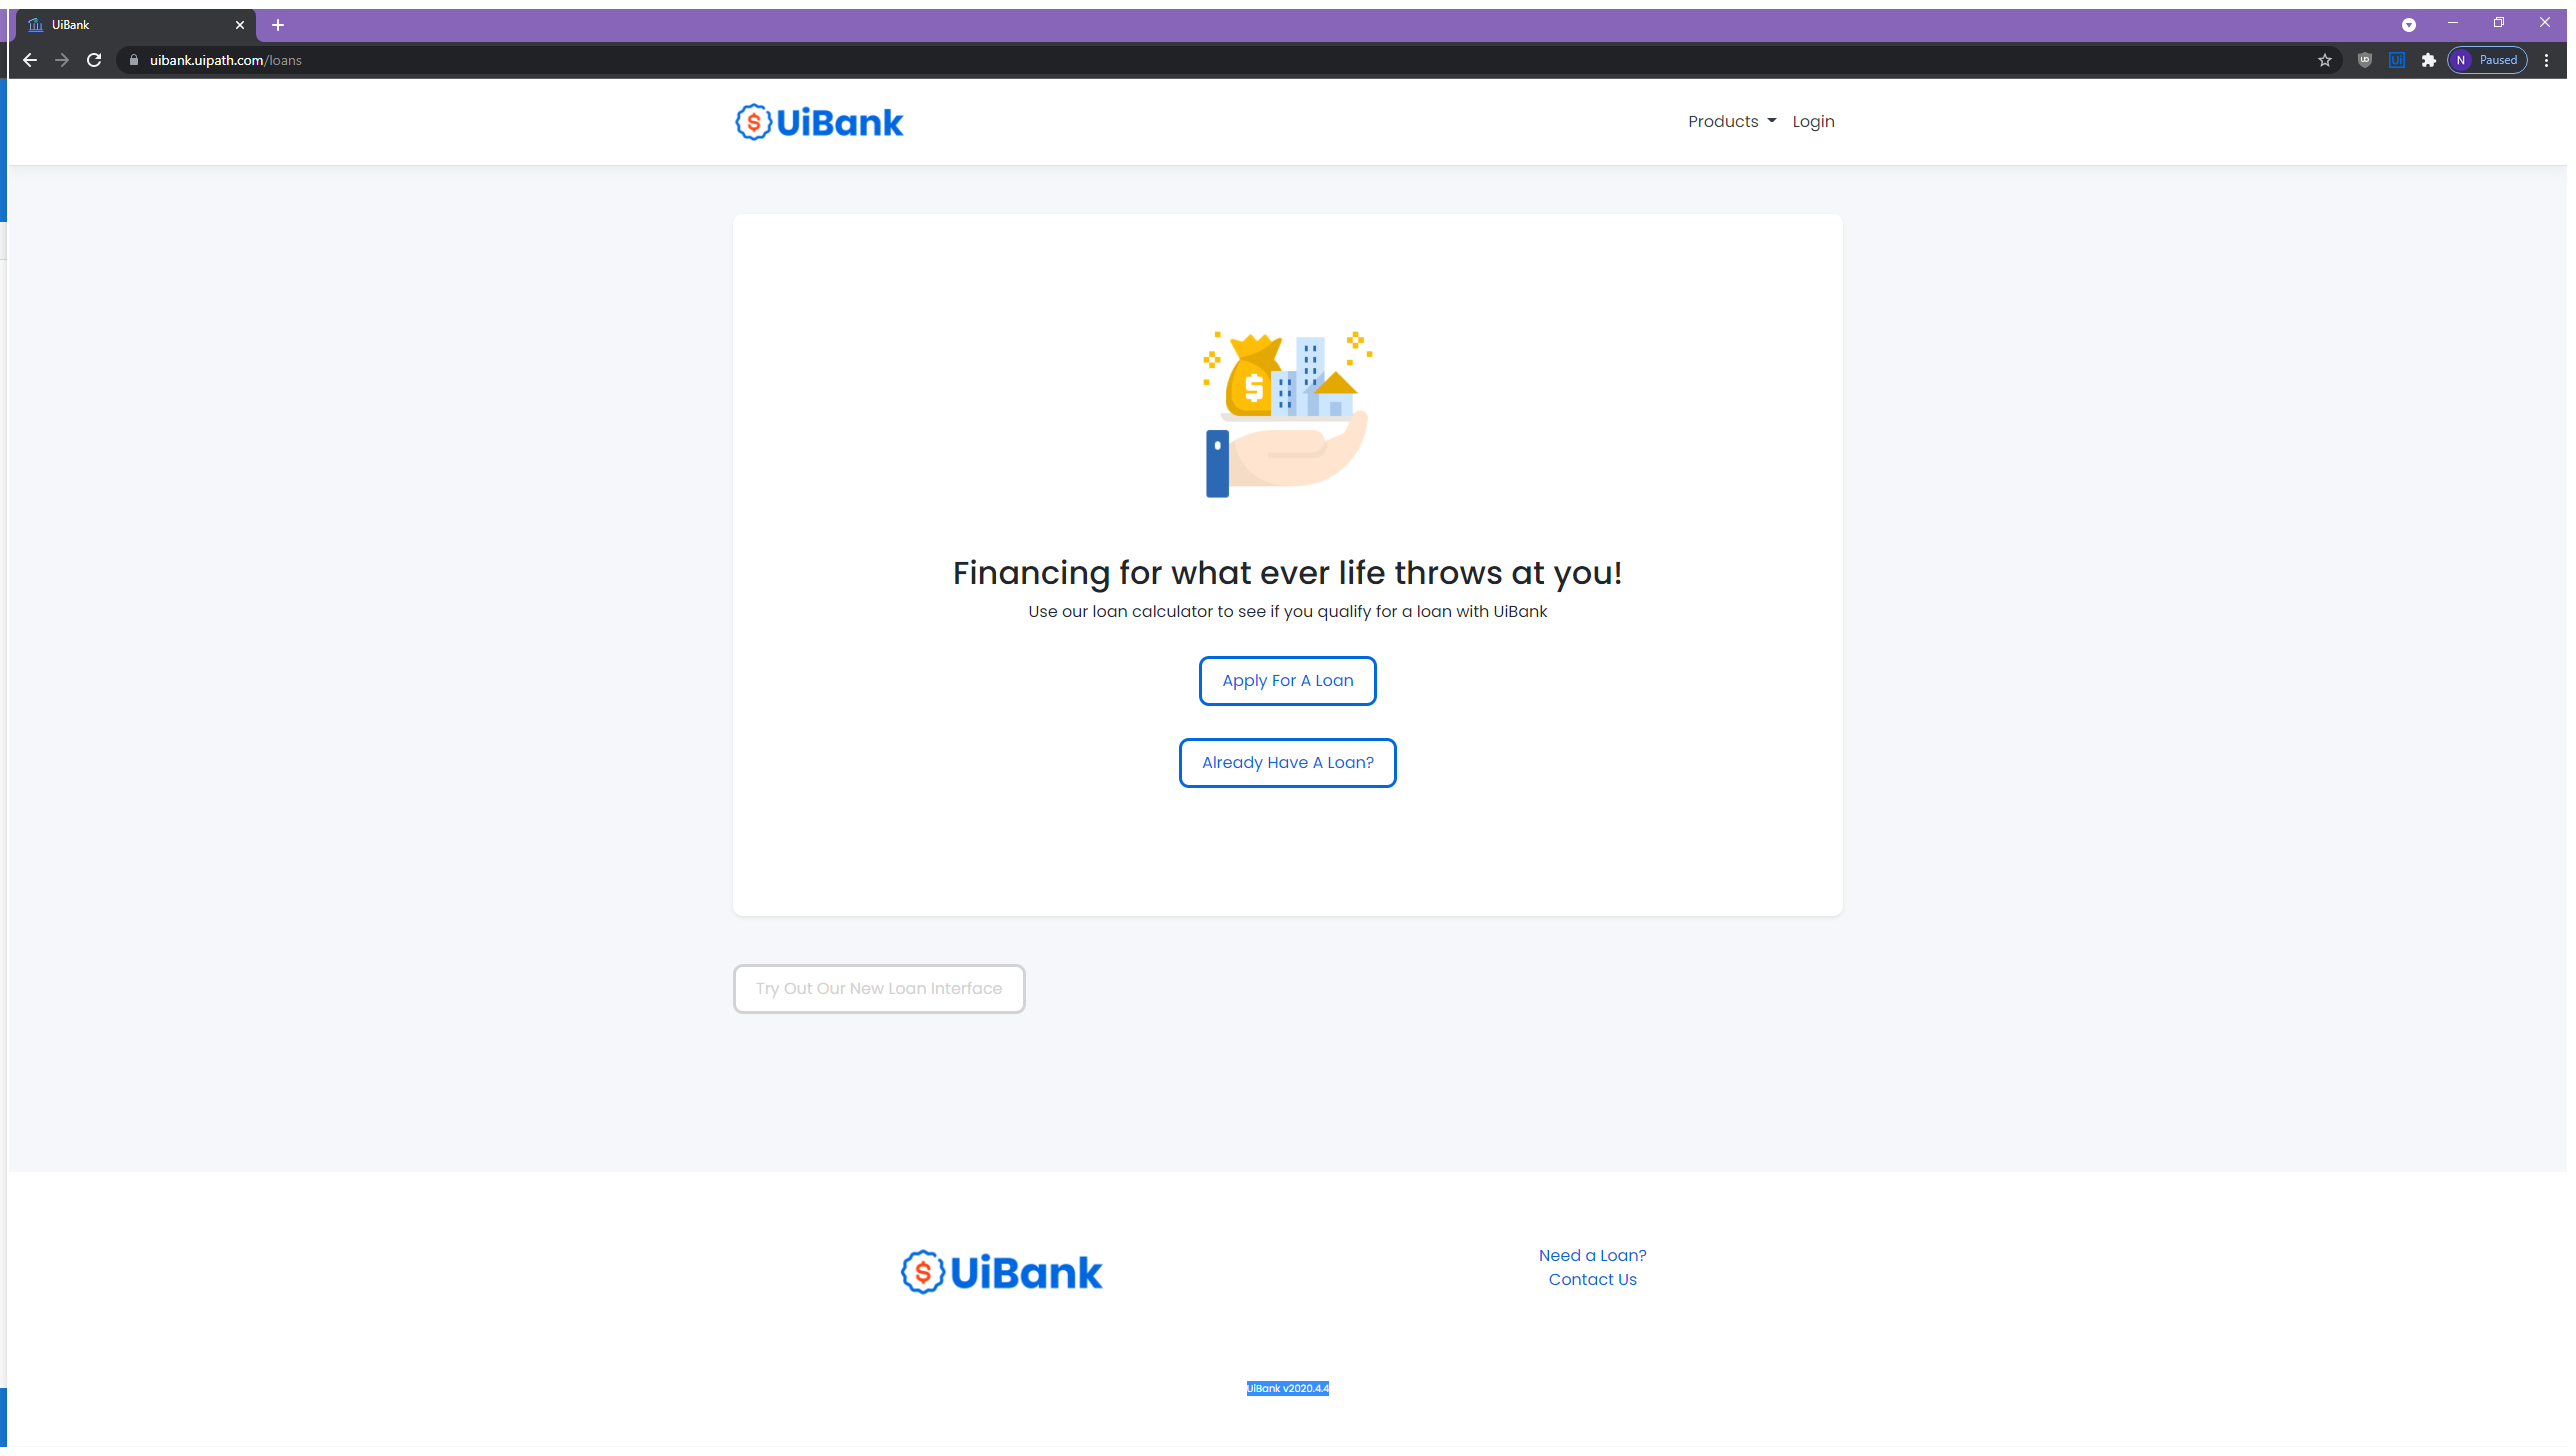 UiBank
uibank.uipath.com/loans
N Paused
$ UiBank
Products
Login
$
Financing for what ever life throws at you!
Use our loan calculator to see if you qualify for a loan with UiBank
Apply For A Loan
Already Have A Loan?
Try Out Our New Loan Interface
$ UiBank
Need a Loan?
Contact Us
UiBank v2020.4.4